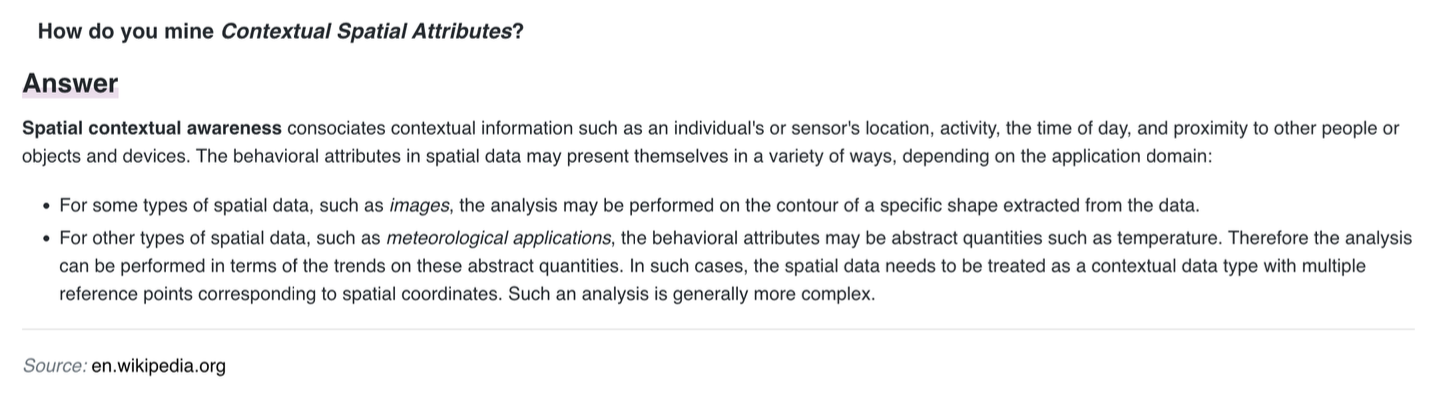 How do you mine Contextual Spatial Attributes?
Answer
Spatial contextual awareness consociates contextual information such as an individual's or sensor's location, activity, the time of day, and proximity to other people or
objects and devices. The behavioral attributes in spatial data may present themselves in a variety of ways, depending on the application domain:
• For some types of spatial data, such as images, the analysis may be performed on the contour of a specific shape extracted from the data.
• For other types of spatial data, such as meteorological applications, the behavioral attributes may be abstract quantities such as temperature. Therefore the analysis
can be performed in terms of the trends on these abstract quantities. In such cases, the spatial data needs to be treated as a contextual data type with multiple
reference points corresponding to spatial coordinates. Such an analysis is generally more complex.
Source: en.wikipedia.org